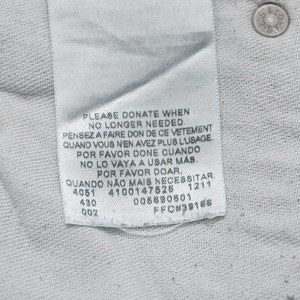 PLEASE DONATE WHEN
NO LONGER NEEDED
PENSEZ A FAIRE DON DE CE VETEMENT
QUAND VOUS N'EN AVEZ PLUS L'UBAGE.
POR FAVOR DONE CUANDO
NO LO VAYA A USAR MÁS.
POR FAVOR DOAR,
QUANDO NÃO MAIS NECESSITAR.
4051 4100147525 1211
430 005690601
002 FFC#39166